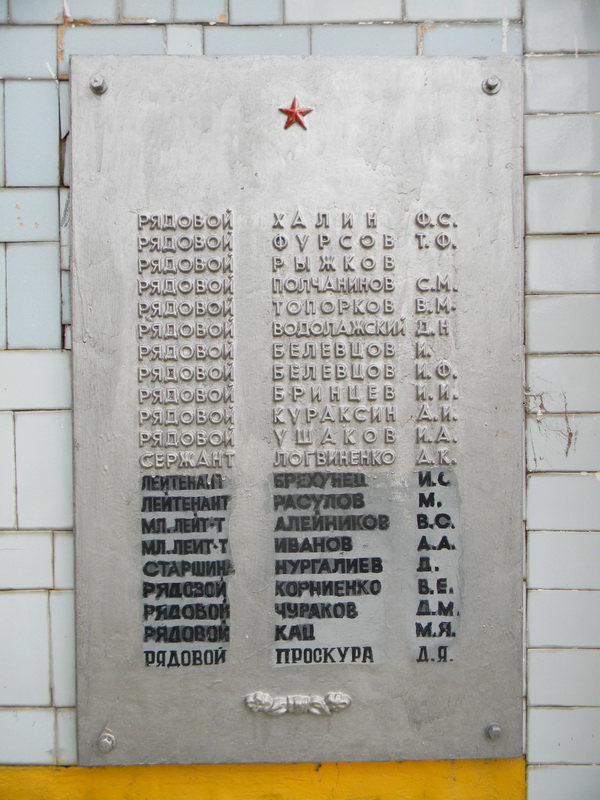 РЯДОВОЙ ХАЛИН Ф.С.
РЯДОВОЙ ФУРСОВ Т.Ф.
РЯДОВОЙ РЫЖКОВ
РЯДОВОЙ ПОЛЧАНИНОВ С.М.
РЯДОВОЙ ТОПОРКОВ В.М.
РЯДОВОЙ ВОДОЛАЖСКИЙ Д.Н
РЯДОВОЙ БЕЛЕВЦОВ И.
РЯДОВОЙ БЕЛЕВЦОВ И.Ф.
РЯДОВОЙ БРИНЦЕВ И.И.
РЯДОВОЙ КУРАКСИН А.И.
РЯДОВОЙ УШАКОВ И.А.
СЕРЖАНТ ЛОГВИНЕНКО А.К.
ЛЕЙТЕНАНТ БРЕХУНЕЦ И.С
ЛЕЙТЕНАНТ РАСУЛОВ М.
МЛ.ЛЕЙТ-Т АЛЕЙНИКОВ В.С.
МЛ.ЛЕЙТ-Т ИВАНОВ А.А.
СТАРШИНА НУРГАЛИЕВ Д.
РЯДОВОЙ КОРНИЕНКО В.Е.
РЯДОВОЙ ЧУРАКОВ Д.М.
РЯДОВОЙ КАЦ М.Я.
РЯДОВОЙ ПРОСКУРА Д.Я.